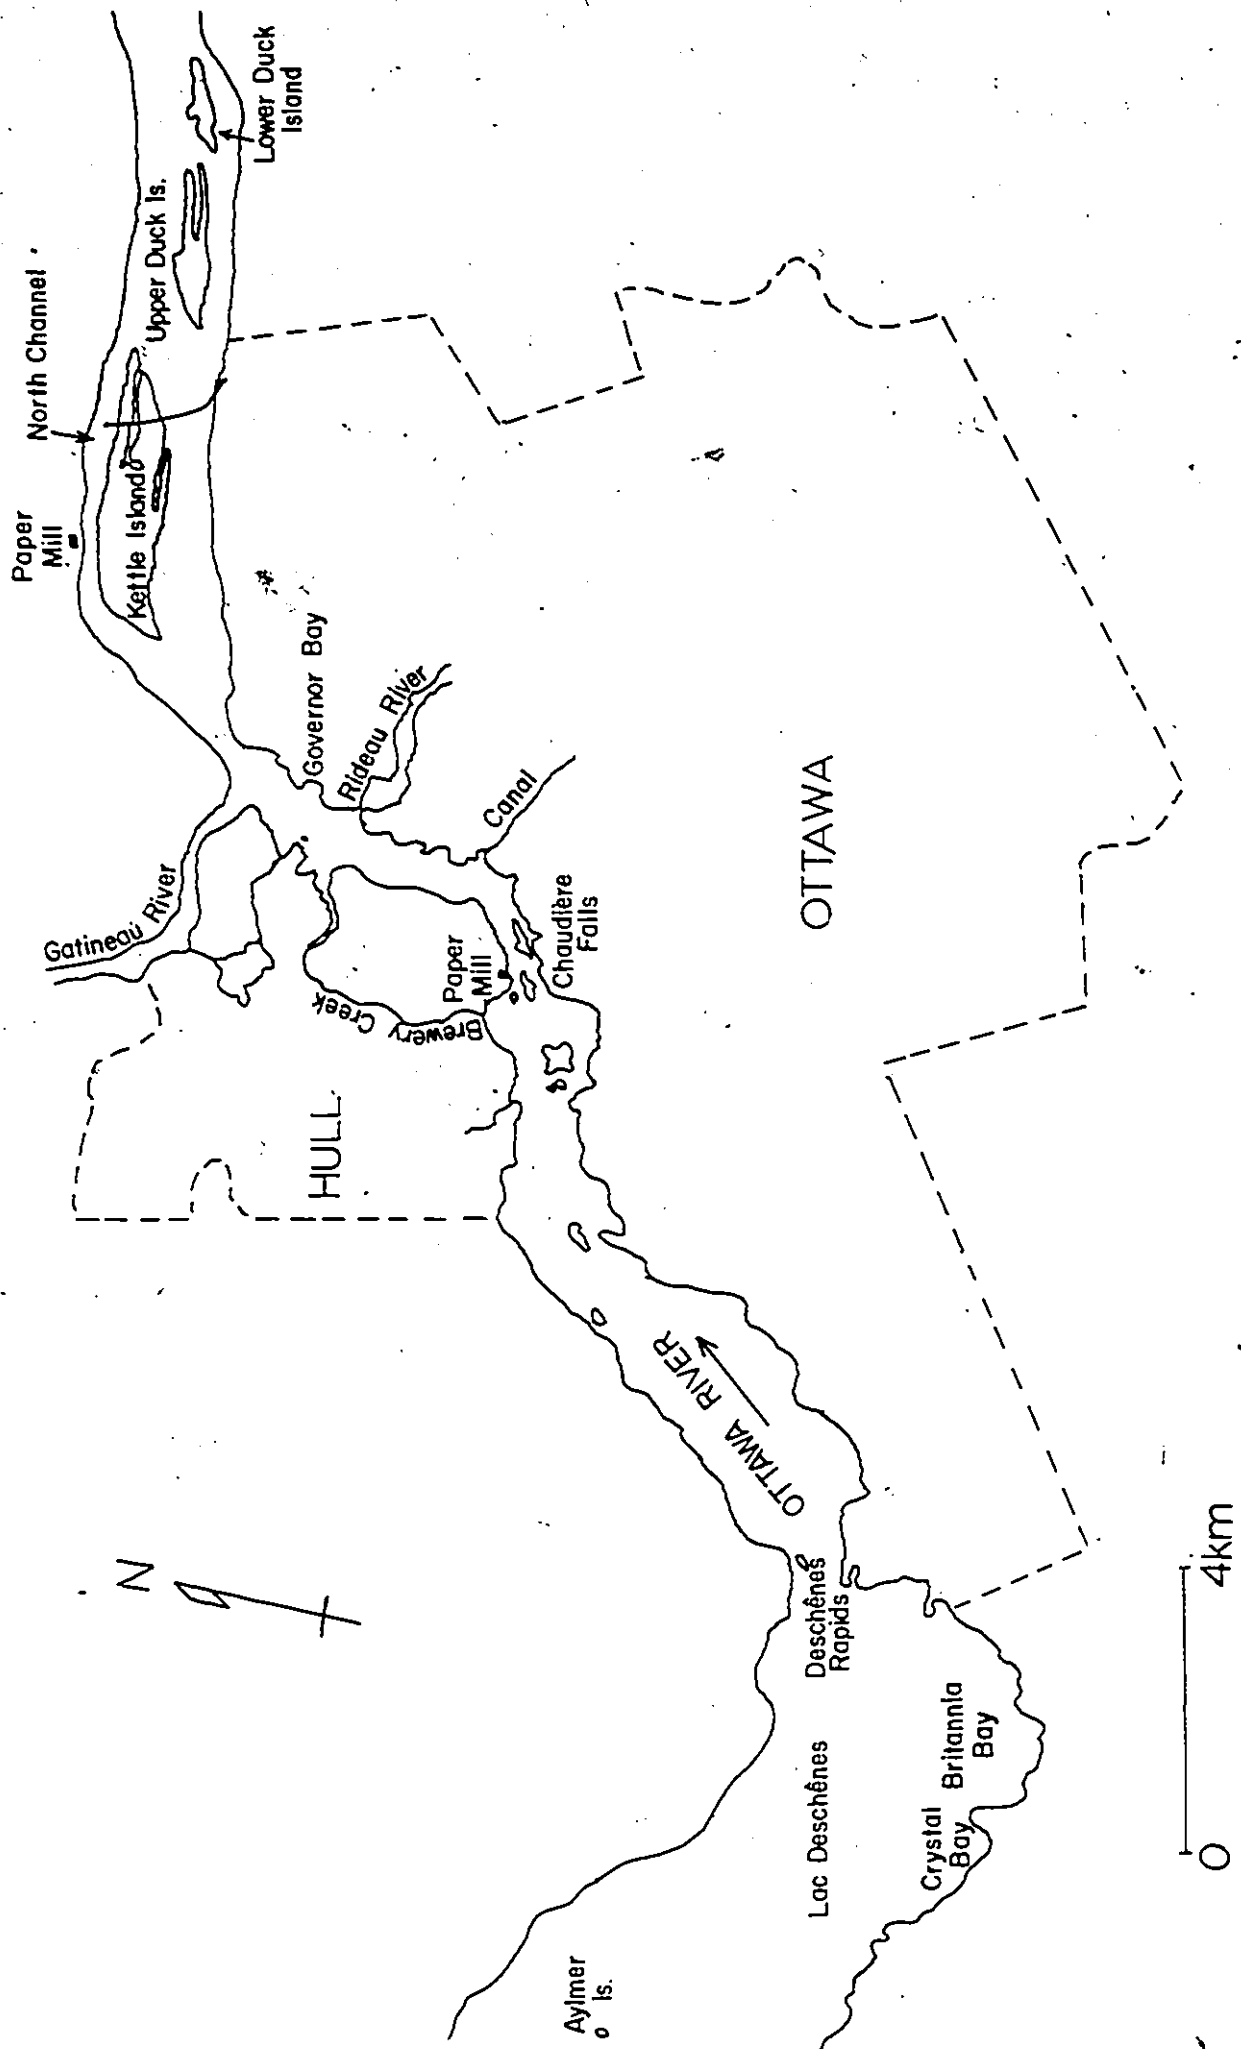 Paper
Mill
North Channel
Kettle Island
Upper Duck Is.
Lower Duck
Island
Gatineau River
Governor Bay
Rideau River
Canal
Paper
Mill
Chaudière
Falls
Brewery Creek
HULL
OTTAWA
OTTAWA RIVER
N
Deschênes
Rapids
Lac Deschênes
Britannia
Bay
Crystal
Bay
Aylmer
Is.
0
4km